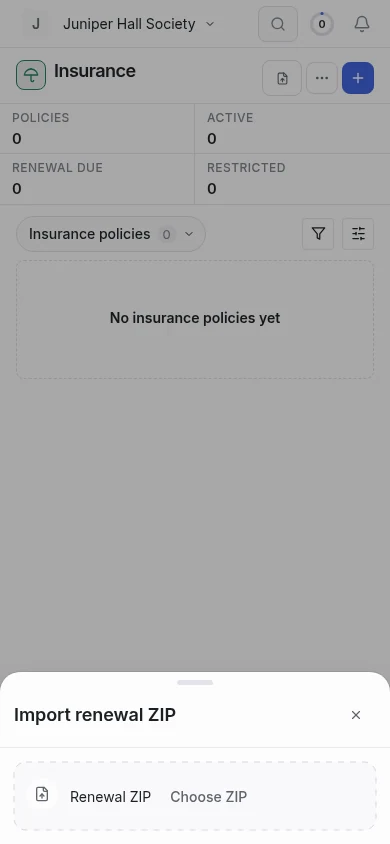 J Juniper Hall Society 0
Insurance
POLICIES ACTIVE
0 0
RENEWAL DUE RESTRICTED
0 0
Insurance policies 0
No insurance policies yet
Import renewal ZIP
Renewal ZIP Choose ZIP